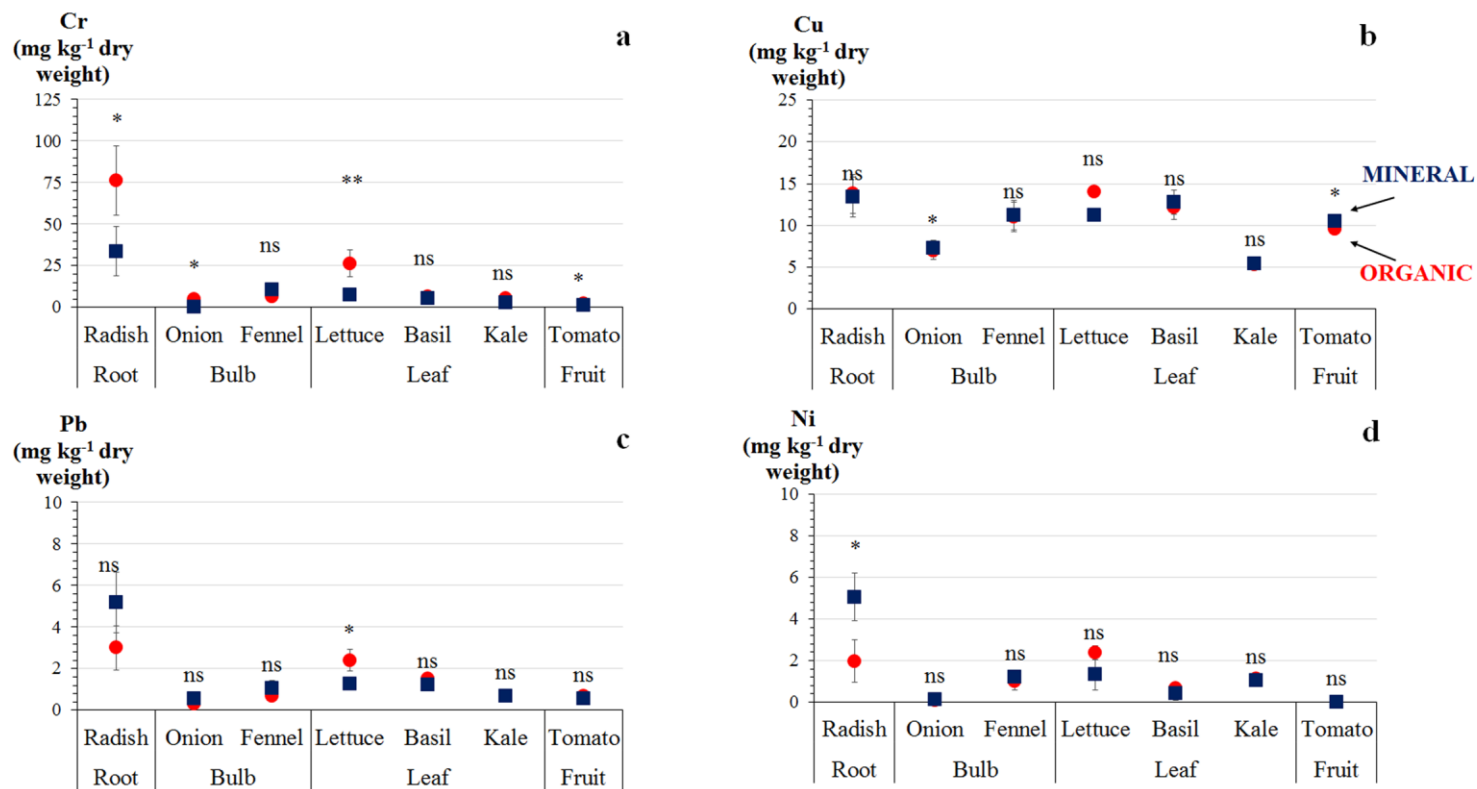 Cr
(mg kg⁻¹ dry
weight)
a
125
100
75
50
25
0
*
*
ns
**
ns
ns
*
Radish Onion Fennel Lettuce Basil Kale Tomato
Root Bulb Leaf Fruit
Cu
(mg kg⁻¹ dry
weight)
b
25
20
15
10
5
0
ns
*
ns
ns
ns
ns
*
MINERAL
ORGANIC
Radish Onion Fennel Lettuce Basil Kale Tomato
Root Bulb Leaf Fruit
Pb
(mg kg⁻¹ dry
weight)
c
10
8
6
4
2
0
ns
ns
ns
*
ns
ns
ns
Radish Onion Fennel Lettuce Basil Kale Tomato
Root Bulb Leaf Fruit
Ni
(mg kg⁻¹ dry
weight)
d
10
8
6
4
2
0
*
ns
ns
ns
ns
ns
ns
Radish Onion Fennel Lettuce Basil Kale Tomato
Root Bulb Leaf Fruit